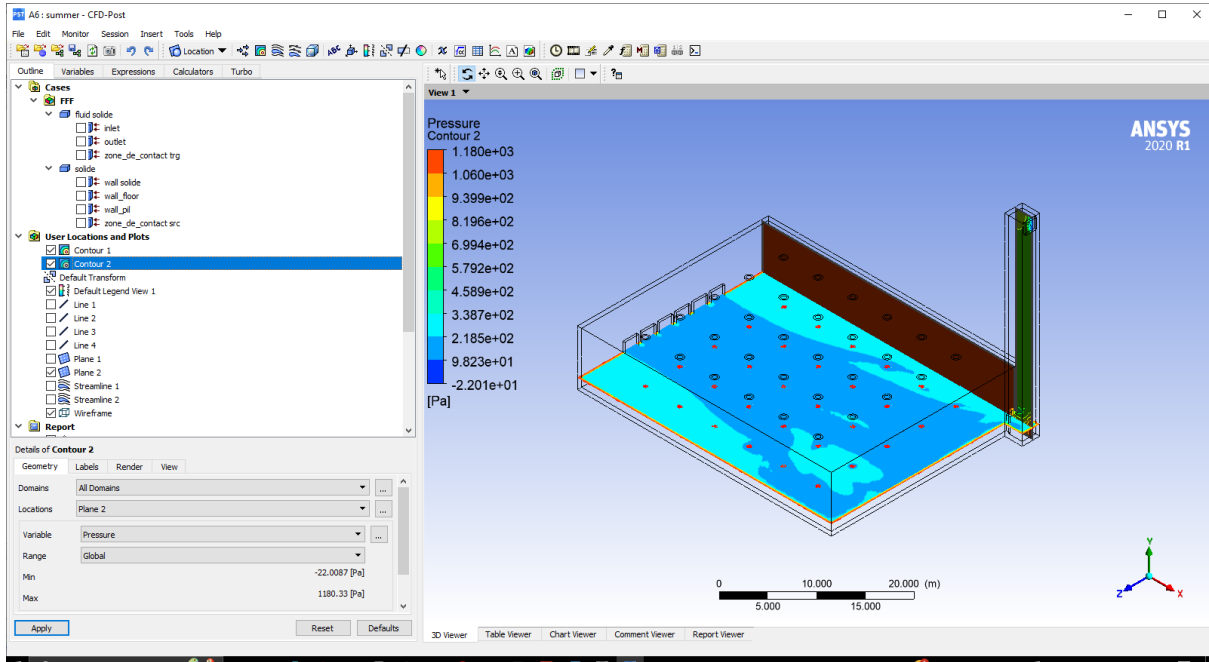 A6 : summer - CFD-Post
File Edit Monitor Session Insert Tools Help
Location
Outline Variables Expressions Calculators Turbo
Cases
FFF
fluid solide
inlet
outlet
zone_de_contact trg
solide
wall solide
wall_floor
wall_pil
zone_de_contact src
User Locations and Plots
Contour 1
Contour 2
Default Transform
Default Legend View 1
Line 1
Line 2
Line 3
Line 4
Plane 1
Plane 2
Streamline 1
Streamline 2
Wireframe
Report
Details of Contour 2
Geometry Labels Render View
Domains All Domains ...
Locations Plane 2 ...
Variable Pressure ...
Range Global
Min -22.0087 [Pa]
Max 1180.33 [Pa]
Apply Reset Defaults
View 1
Pressure
Contour 2
1.180e+03
1.060e+03
9.399e+02
8.196e+02
6.994e+02
5.792e+02
4.589e+02
3.387e+02
2.185e+02
9.823e+01
-2.201e+01
[Pa]
ANSYS
2020 R1
0 10.000 20.000 (m)
5.000 15.000
Y
Z X
3D Viewer Table Viewer Chart Viewer Comment Viewer Report Viewer